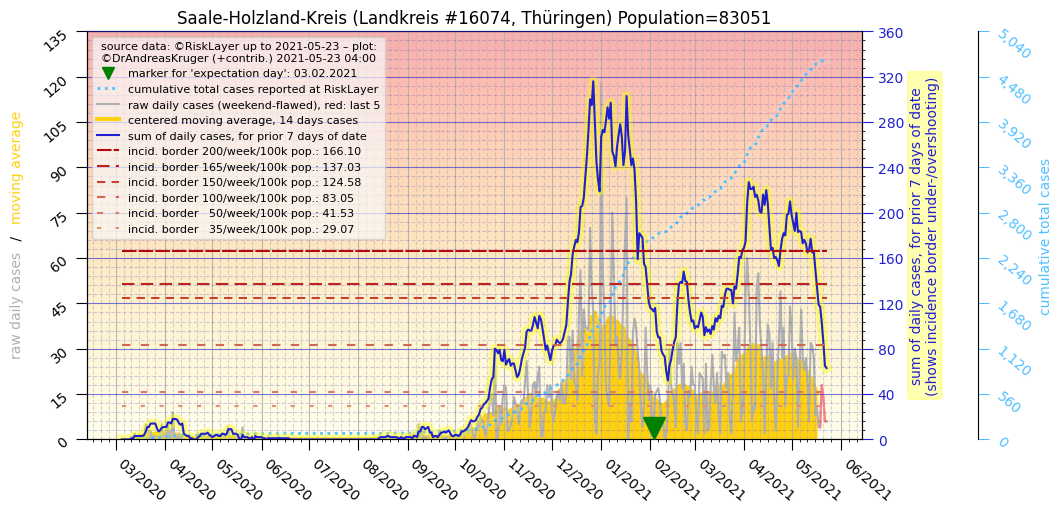 Saale-Holzland-Kreis (Landkreis #16074, Thüringen) Population=83051
source data: ©RiskLayer up to 2021-05-23 – plot:
©DrAndreasKruger (+contrib.) 2021-05-23 04:00
marker for 'expectation day': 03.02.2021
cumulative total cases reported at RiskLayer
raw daily cases (weekend-flawed), red: last 5
centered moving average, 14 days cases
sum of daily cases, for prior 7 days of date
incid. border 200/week/100k pop.: 166.10
incid. border 165/week/100k pop.: 137.03
incid. border 150/week/100k pop.: 124.58
incid. border 100/week/100k pop.: 83.05
incid. border   50/week/100k pop.: 41.53
incid. border   35/week/100k pop.: 29.07
raw daily cases / moving average
135
120
105
90
75
60
45
30
15
0
03/2020
04/2020
05/2020
06/2020
07/2020
08/2020
09/2020
10/2020
11/2020
12/2020
01/2021
02/2021
03/2021
04/2021
05/2021
06/2021
360
320
280
240
200
160
120
80
40
0
sum of daily cases, for prior 7 days of date
(shows incidence border under-/overshooting)
5,040
4,480
3,920
3,360
2,800
2,240
1,680
1,120
560
0
cumulative total cases